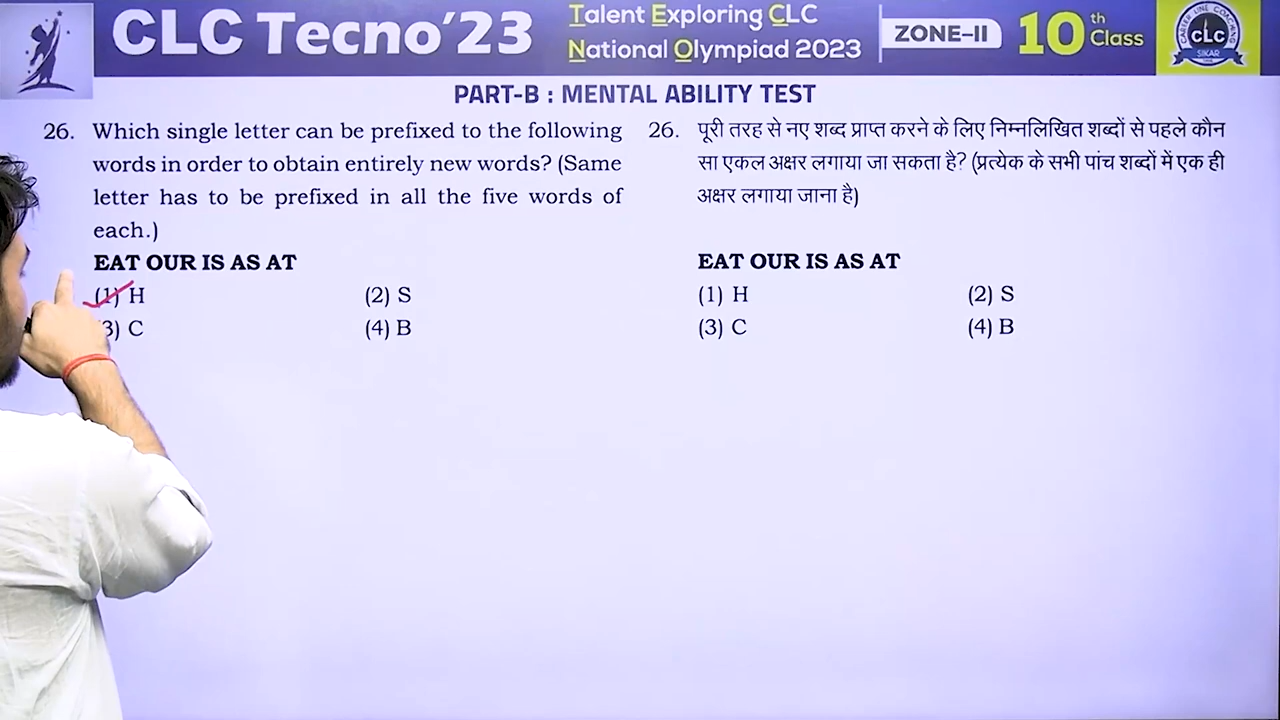 CLC Tecno'23
Talent Exploring CLC
National Olympiad 2023
ZONE-II
10th Class
CAREER LINE COACHING
CLC
SIKAR
PART-B : MENTAL ABILITY TEST
26. Which single letter can be prefixed to the following
words in order to obtain entirely new words? (Same
letter has to be prefixed in all the five words of
each.)
EAT OUR IS AS AT
(1) H (2) S
3) C (4) B
26. पूरी तरह से नए शब्द प्राप्त करने के लिए निम्नलिखित शब्दों से पहले कौन
सा एकल अक्षर लगाया जा सकता है? (प्रत्येक के सभी पांच शब्दों में एक ही
अक्षर लगाया जाना है)
EAT OUR IS AS AT
(1) H (2) S
(3) C (4) B